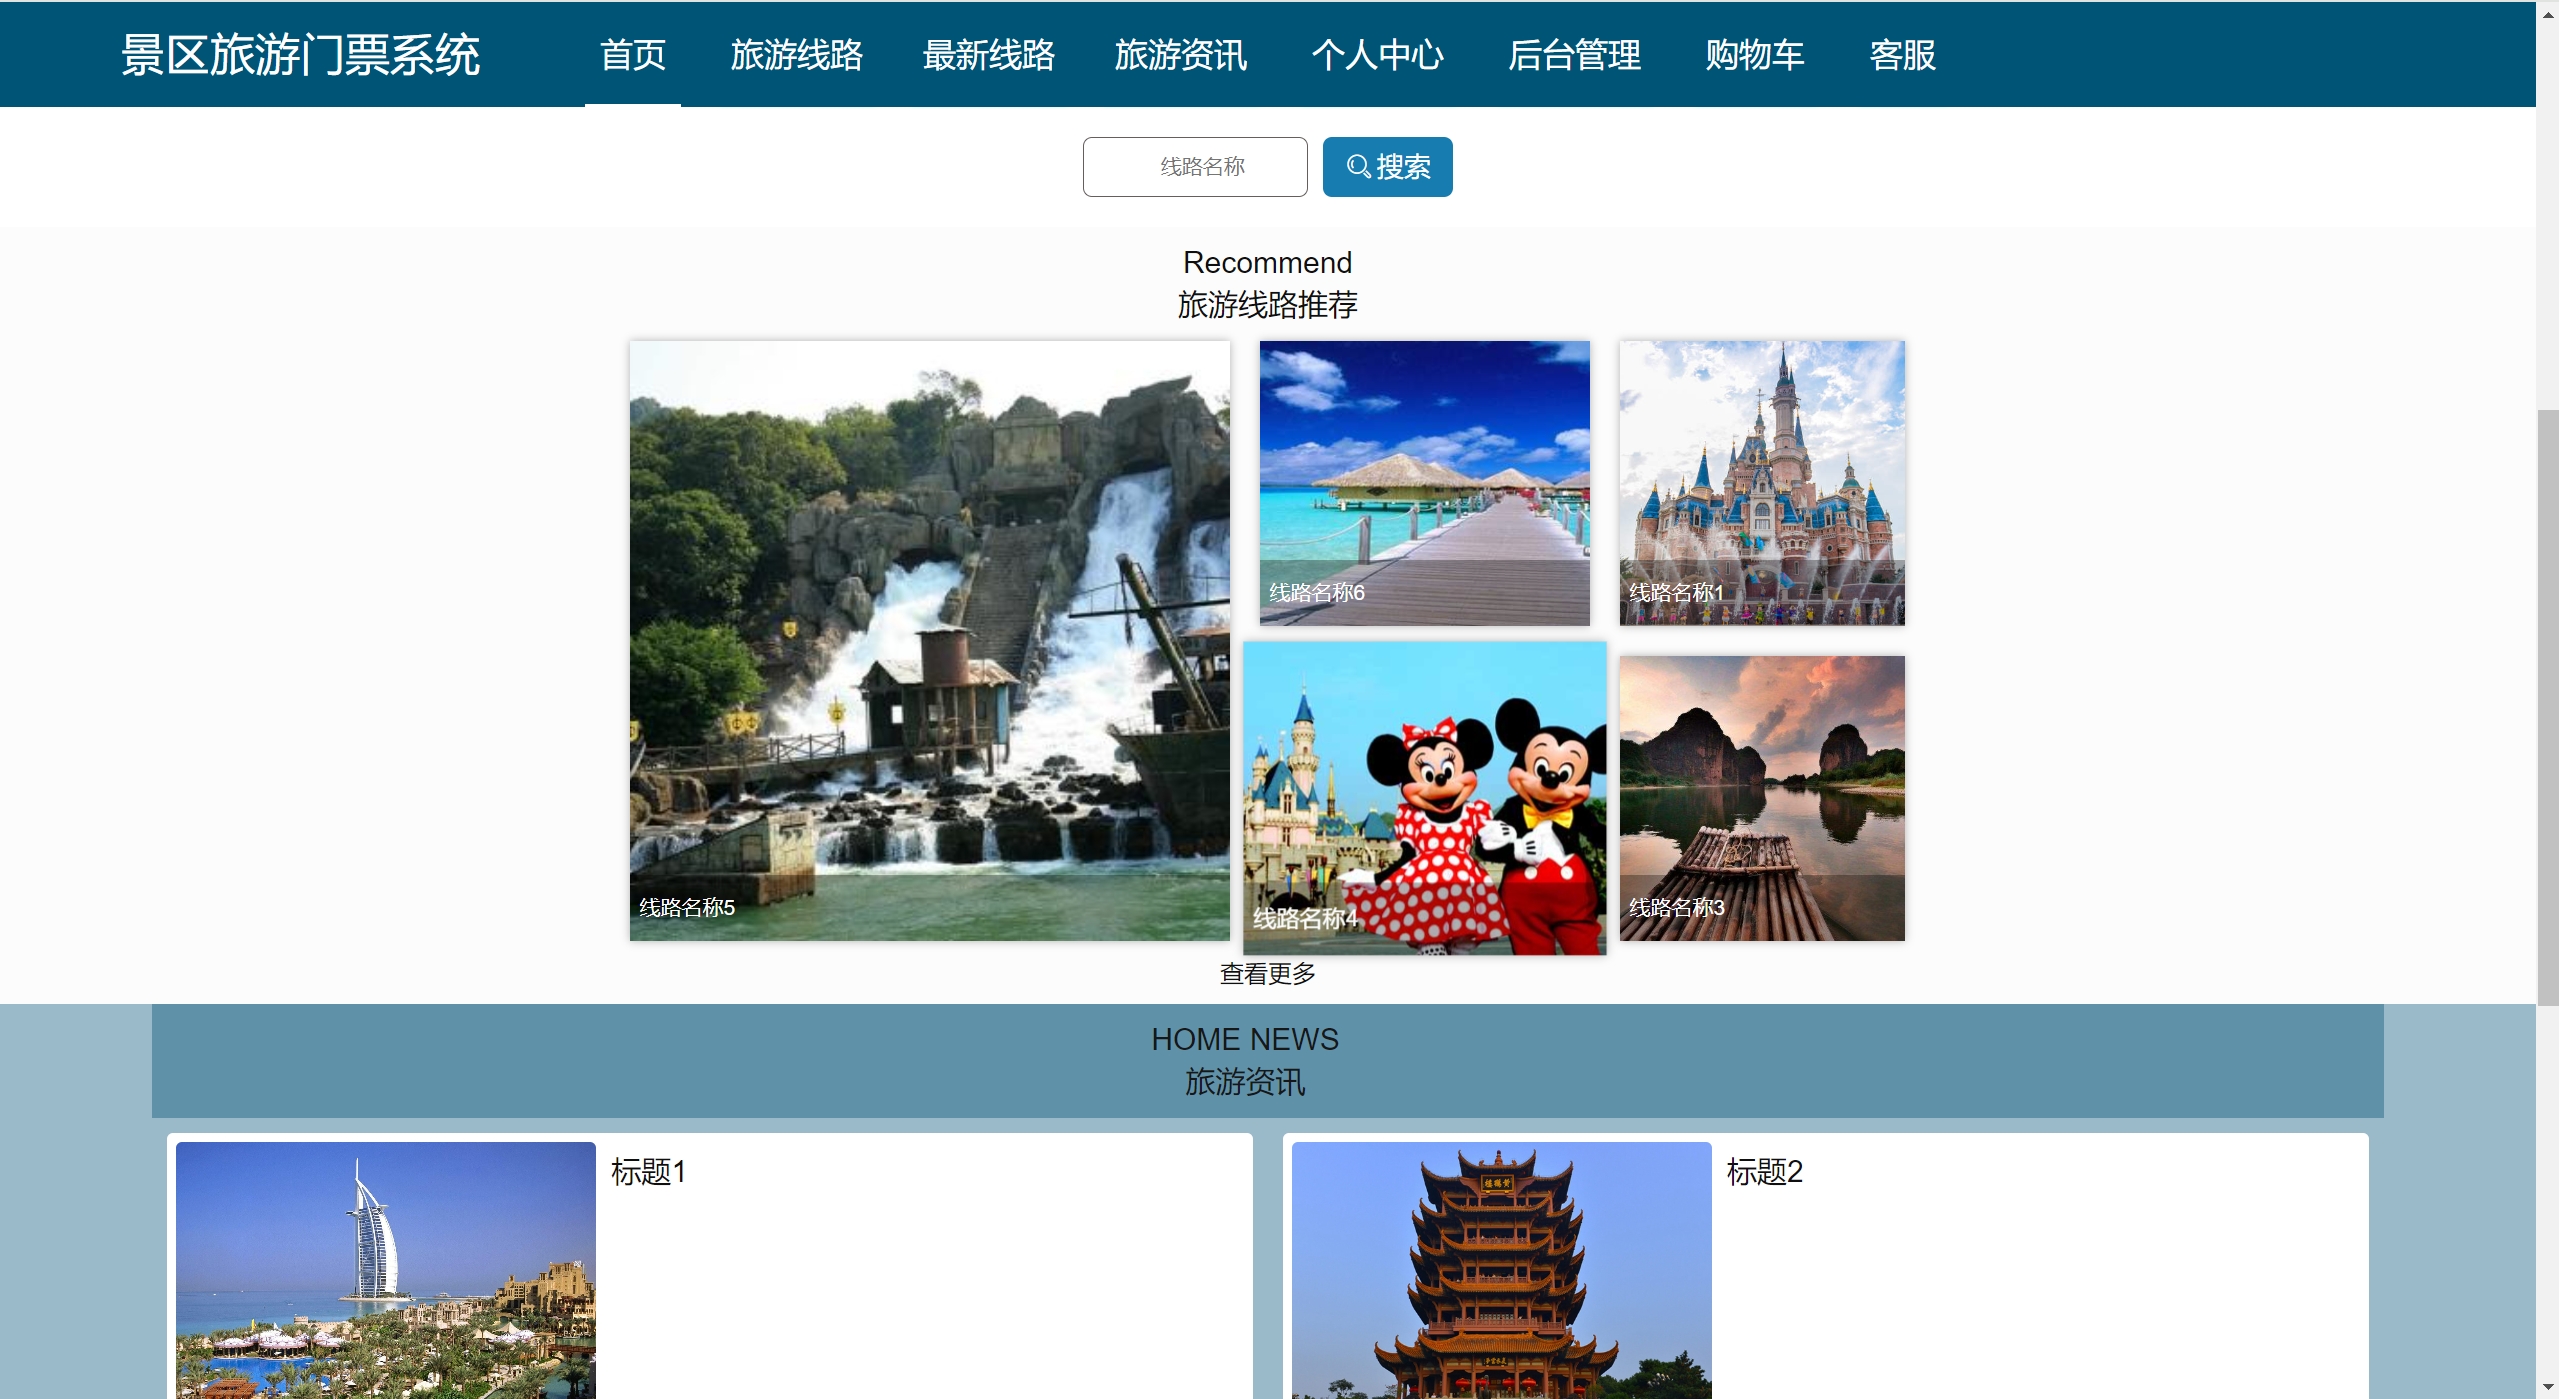 景区旅游门票系统 首页 旅游线路 最新线路 旅游资讯 个人中心 后台管理 购物车 客服
线路名称 搜索
Recommend
旅游线路推荐
线路名称6
线路名称1
线路名称5
线路名称4
线路名称3
查看更多
HOME NEWS
旅游资讯
标题1
标题2